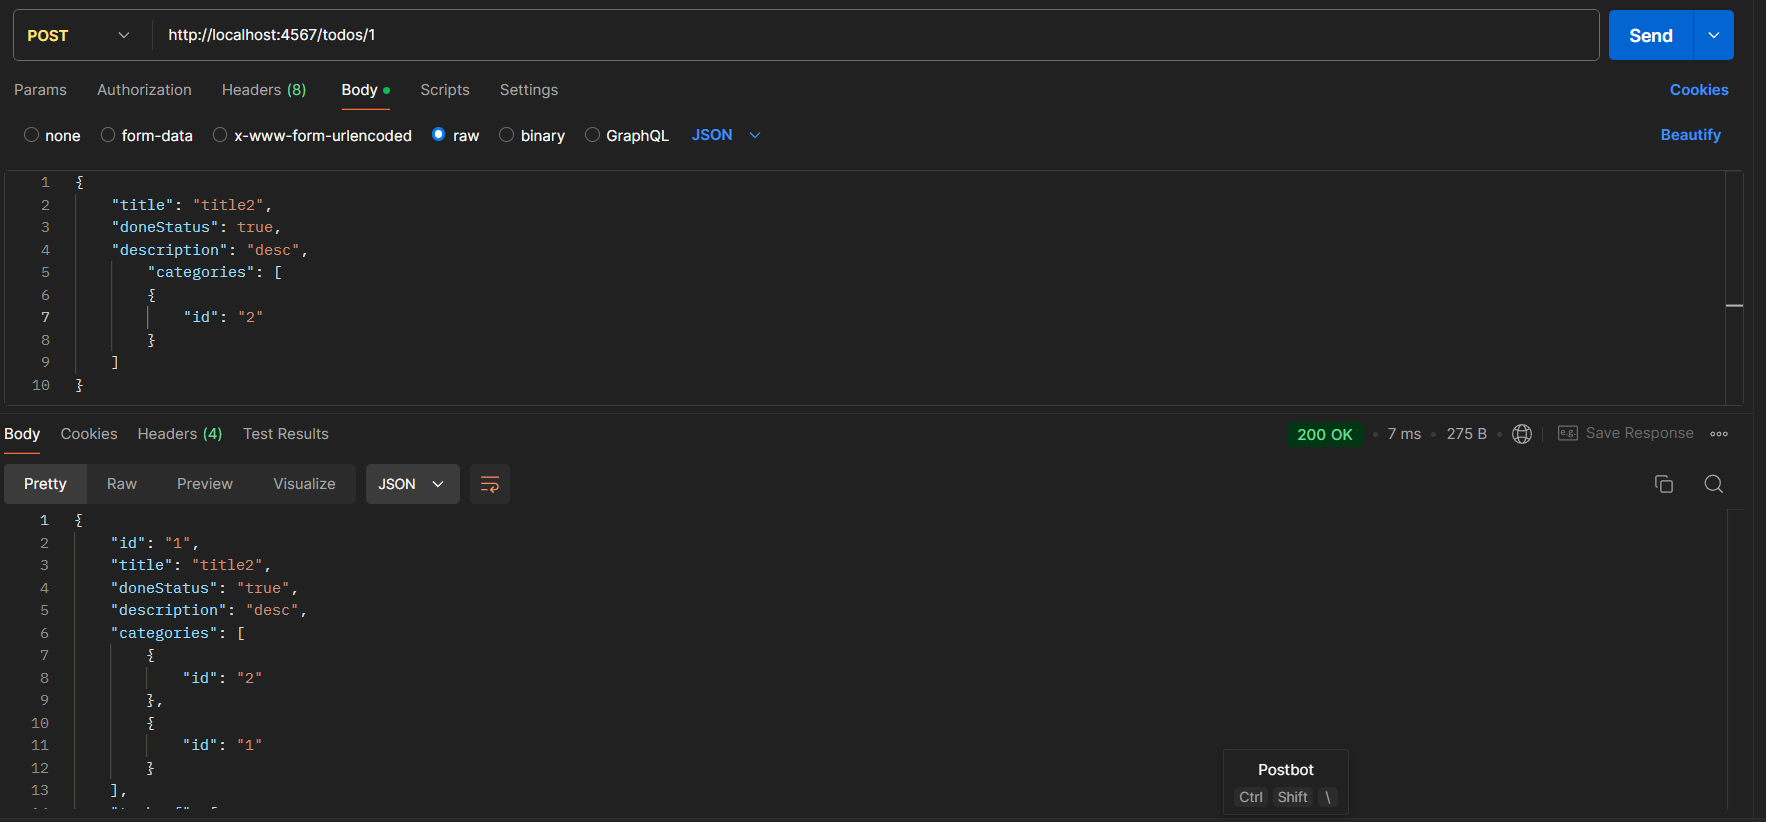 POST http://localhost:4567/todos/1 Send
Params Authorization Headers (8) Body Scripts Settings Cookies
none form-data x-www-form-urlencoded raw binary GraphQL JSON Beautify
1 {
2 "title": "title2",
3 "doneStatus": true,
4 "description": "desc",
5 "categories": [
6 {
7 "id": "2"
8 }
9 ]
10 }
Body Cookies Headers (4) Test Results 200 OK • 7 ms • 275 B • e.g. Save Response
Pretty Raw Preview Visualize JSON
1 {
2 "id": "1",
3 "title": "title2",
4 "doneStatus": "true",
5 "description": "desc",
6 "categories": [
7 {
8 "id": "2"
9 },
10 {
11 "id": "1"
12 }
13 ],
Postbot
Ctrl Shift \